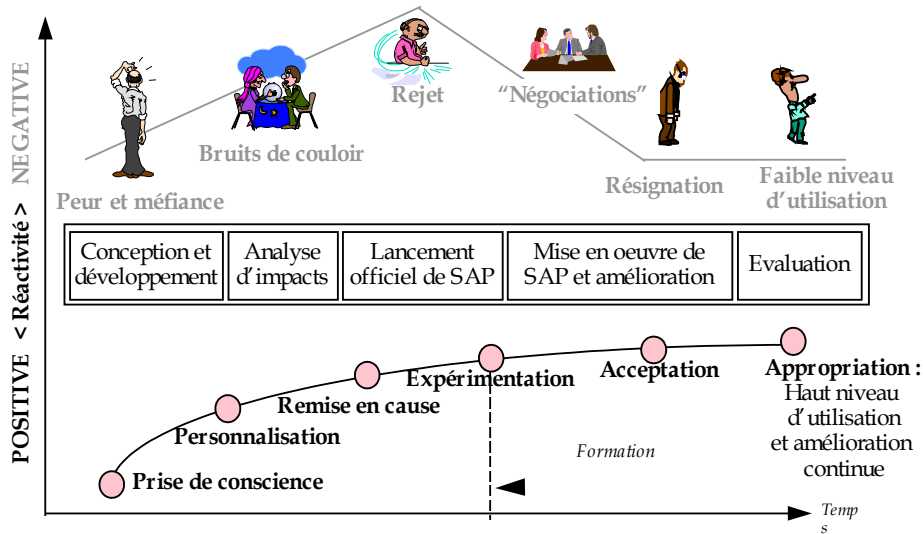 Rejet
“Négociations”
Bruits de couloir
Peur et méfiance
Résignation
Faible niveau
d’utilisation
POSITIVE < Réactivité > NEGATIVE
Conception et
développement
Analyse
d’impacts
Lancement
officiel de SAP
Mise en oeuvre de
SAP et amélioration
Evaluation
Prise de conscience
Personnalisation
Remise en cause
Expérimentation
Acceptation
Appropriation :
Haut niveau
d’utilisation
et amélioration
continue
Formation
Temp
s